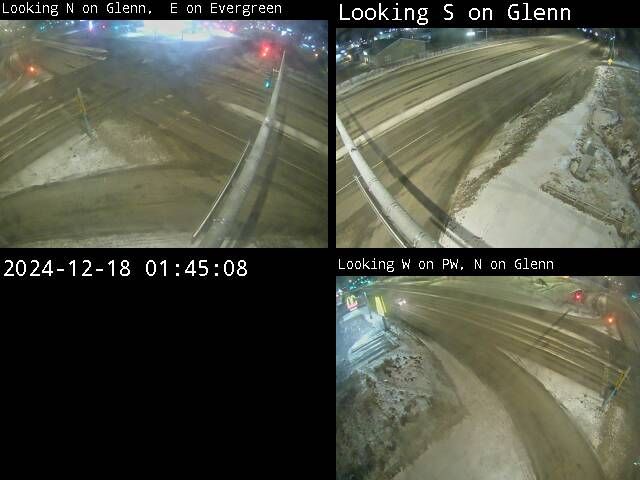 Looking N on Glenn,  E on Evergreen
Looking S on Glenn
2024-12-18 01:45:08
Looking W on PW, N on Glenn